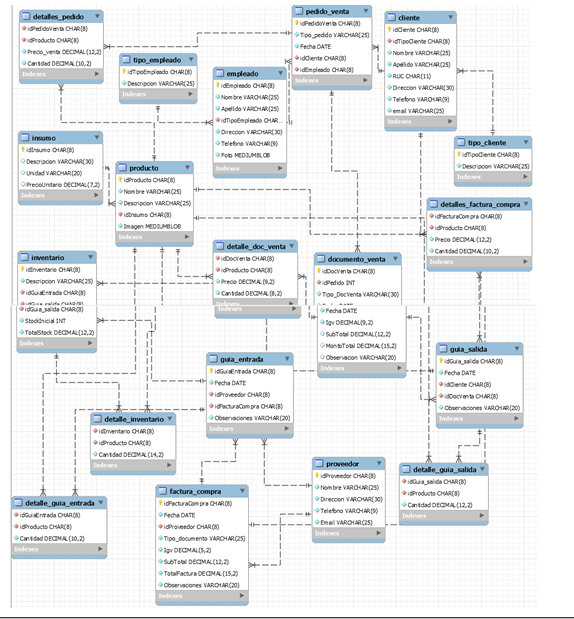 detalles_pedido
idPedidoVenta CHAR(8)
idProducto CHAR(8)
Precio_venta DECIMAL(12,2)
Cantidad DECIMAL(10,2)
Indexes
tipo_empleado
idTipoEmpleado CHAR(8)
Descripcion VARCHAR(25)
Indexes
empleado
idEmpleado CHAR(8)
Nombre VARCHAR(25)
Apellido VARCHAR(25)
idTipoEmpleado CHAR...
Direccion VARCHAR(30)
Telefono VARCHAR(9)
Foto MEDIUMBLOB
Indexes
pedido_venta
idPedidoVenta CHAR(8)
Tipo_pedido VARCHAR(25)
Fecha DATE
idCliente CHAR(8)
idEmpleado CHAR(8)
Indexes
cliente
idCliente CHAR(8)
idTipoCliente CHAR(8)
Nombre VARCHAR(25)
Apellido VARCHAR(25)
RUC CHAR(11)
Direccion VARCHAR(30)
Telefono VARCHAR(9)
email VARCHAR(25)
Indexes
tipo_cliente
idTipoCliente CHAR(8)
Descripcion VARCHAR(25)
Indexes
insumo
idInsumo CHAR(8)
Descripcion VARCHAR(30)
Unidad VARCHAR(20)
PrecioUnitario DECIMAL(7,2)
Indexes
producto
idProducto CHAR(8)
Nombre VARCHAR(25)
Descripcion VARCHAR(25)
idInsumo CHAR(8)
Imagen MEDIUMBLOB
Indexes
detalles_factura_compra
idFacturaCompra CHAR(8)
idProducto CHAR(8)
Precio DECIMAL(12,2)
Cantidad DECIMAL(10,2)
Indexes
inventario
idInventario CHAR(8)
Descripcion VARCHAR(25)
idGuiaEntrada CHAR(8)
idGuia_salida CHAR(8)
idGuia_salida CHAR(8)
StockInicial INT
TotalStock DECIMAL(12,2)
Indexes
detalle_doc_venta
idDocVenta CHAR(8)
idProducto CHAR(8)
Precio DECIMAL(9,2)
Cantidad DECIMAL(8,2)
Indexes
documento_venta
idDocVenta CHAR(8)
idPedido INT
Tipo_DocVenta VARCHAR(30)
Fecha DATE
Igv DECIMAL(9,2)
SubTotal DECIMAL(12,2)
MontoTotal DECIMAL(15,2)
Observacion VARCHAR(20)
Indexes
guia_entrada
idGuiaEntrada CHAR(8)
Fecha DATE
idProveedor CHAR(8)
idFacturaCompra CHAR(8)
Observaciones VARCHAR(20)
Indexes
guia_salida
idGuia_salida CHAR(8)
Fecha DATE
idCliente CHAR(8)
idDocVenta CHAR(8)
Observaciones VARCHAR(20)
Indexes
detalle_inventario
idInventario CHAR(8)
idProducto CHAR(8)
Cantidad DECIMAL(14,2)
Indexes
proveedor
idProveedor CHAR(8)
Nombre VARCHAR(25)
Direccion VARCHAR(30)
Telefono VARCHAR(9)
Email VARCHAR(25)
Indexes
detalle_guia_salida
idGuia_salida CHAR(8)
idProducto CHAR(8)
Cantidad DECIMAL(12,2)
Indexes
detalle_guia_entrada
idGuiaEntrada CHAR(8)
idProducto CHAR(8)
Cantidad DECIMAL(10,2)
Indexes
factura_compra
idFacturaCompra CHAR(8)
Fecha DATE
idProveedor CHAR(8)
Tipo_documento VARCHAR(25)
Igv DECIMAL(5,2)
SubTotal DECIMAL(12,2)
TotalFactura DECIMAL(15,2)
Observaciones VARCHAR(20)
Indexes